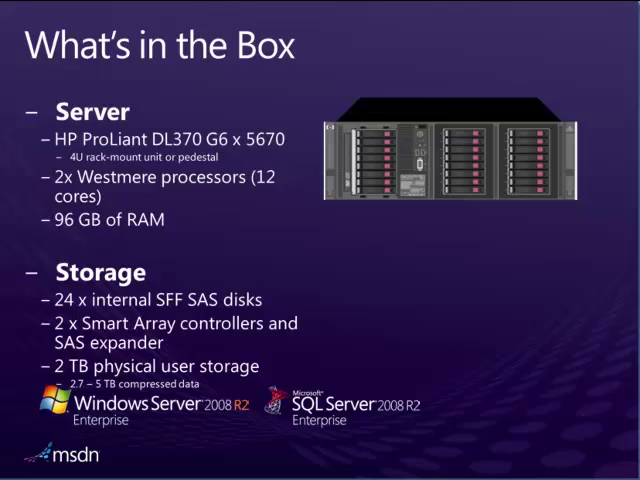 What's in the Box
– Server
– HP ProLiant DL370 G6 x 5670
– 4U rack-mount unit or pedestal
– 2x Westmere processors (12
cores)
– 96 GB of RAM
– Storage
– 24 x internal SFF SAS disks
– 2 x Smart Array controllers and
SAS expander
– 2 TB physical user storage
– 2.7 – 5 TB compressed data
Windows Server 2008 R2
Enterprise
Microsoft
SQL Server 2008 R2
Enterprise
msdn